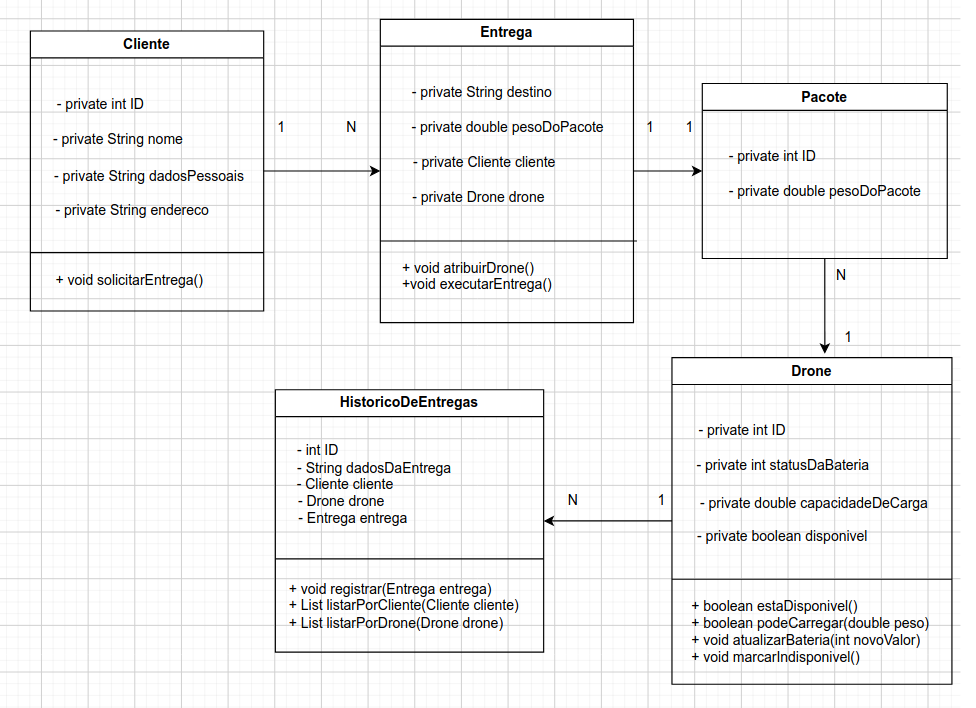 Cliente
- private int ID
- private String nome
- private String dadosPessoais
- private String endereco
+ void solicitarEntrega()
1
N
Entrega
- private String destino
- private double pesoDoPacote
- private Cliente cliente
- private Drone drone
+ void atribuirDrone()
+void executarEntrega()
1
1
Pacote
- private int ID
- private double pesoDoPacote
N
1
Drone
- private int ID
- private int statusDaBateria
- private double capacidadeDeCarga
- private boolean disponivel
+ boolean estaDisponivel()
+ boolean podeCarregar(double peso)
+ void atualizarBateria(int novoValor)
+ void marcarIndisponivel()
N
1
HistoricoDeEntregas
- int ID
- String dadosDaEntrega
- Cliente cliente
- Drone drone
- Entrega entrega
+ void registrar(Entrega entrega)
+ List listarPorCliente(Cliente cliente)
+ List listarPorDrone(Drone drone)